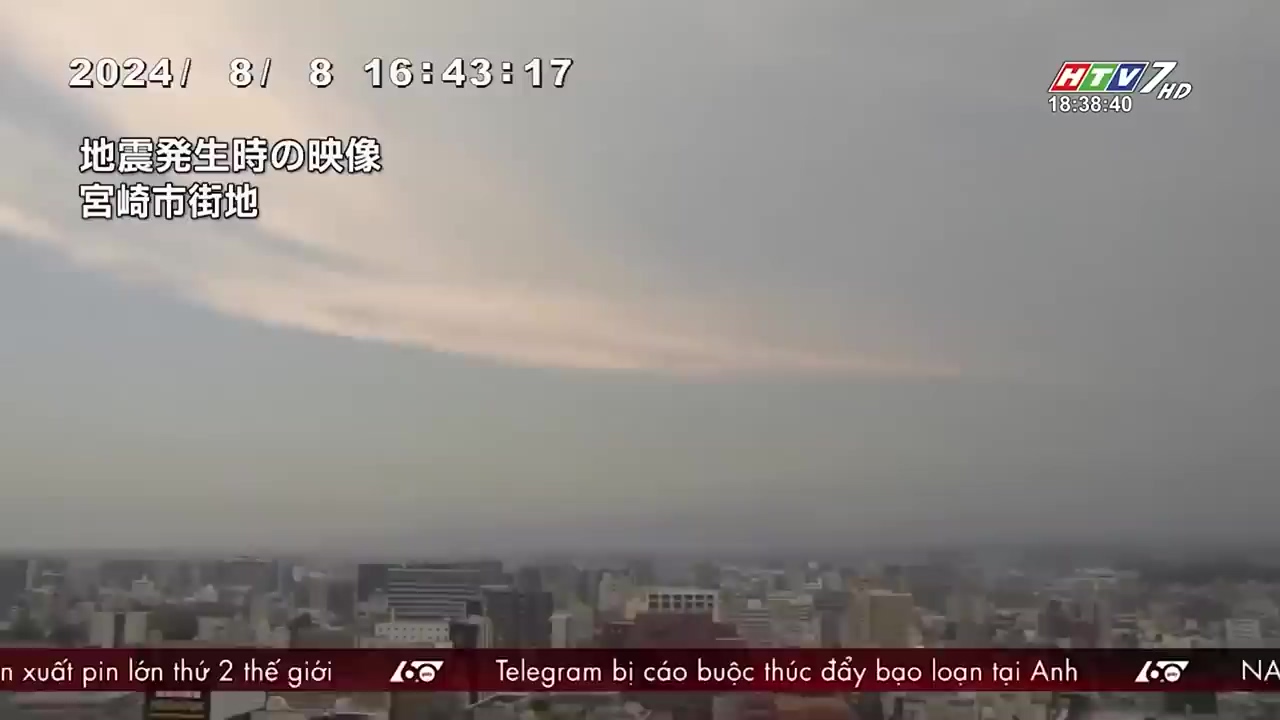 2024/ 8/ 8 16:43:17
HTV7 HD
18:38:40
地震発生時の映像
宮崎市街地
n xuất pin lớn thứ 2 thế giới 60 Telegram bị cáo buộc thúc đẩy bạo loạn tại Anh 60 NA